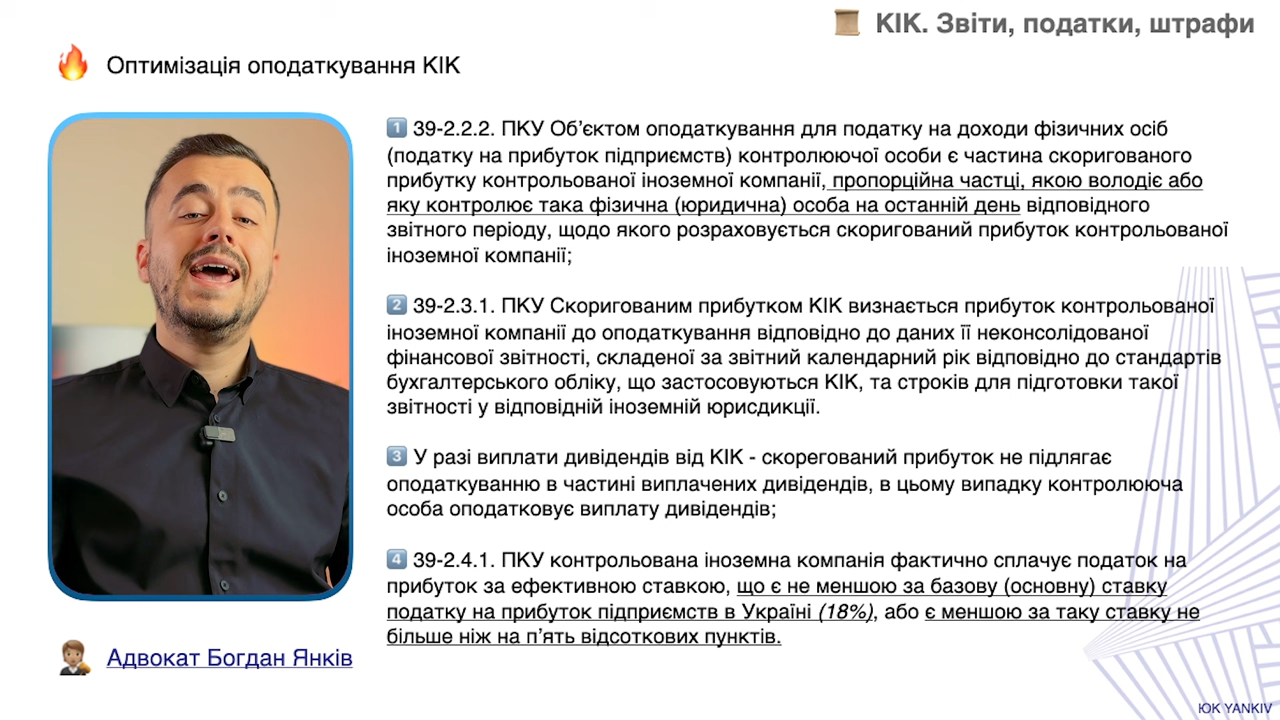 КІК. Звіти, податки, штрафи
Оптимізація оподаткування КІК
1 39-2.2.2. ПКУ Об’єктом оподаткування для податку на доходи фізичних осіб
(податку на прибуток підприємств) контролюючої особи є частина скоригованого
прибутку контрольованої іноземної компанії, пропорційна частці, якою володіє або
яку контролює така фізична (юридична) особа на останній день відповідного
звітного періоду, щодо якого розраховується скоригований прибуток контрольованої
іноземної компанії;
2 39-2.3.1. ПКУ Скоригованим прибутком КІК визнається прибуток контрольованої
іноземної компанії до оподаткування відповідно до даних її неконсолідованої
фінансової звітності, складеної за звітний календарний рік відповідно до стандартів
бухгалтерського обліку, що застосовуються КІК, та строків для підготовки такої
звітності у відповідній іноземній юрисдикції.
3 У разі виплати дивідендів від КІК - скорегований прибуток не підлягає
оподаткуванню в частині виплачених дивідендів, в цьому випадку контролююча
особа оподатковує виплату дивідендів;
4 39-2.4.1. ПКУ контрольована іноземна компанія фактично сплачує податок на
прибуток за ефективною ставкою, що є не меншою за базову (основну) ставку
податку на прибуток підприємств в Україні (18%), або є меншою за таку ставку не
більше ніж на п’ять відсоткових пунктів.
Адвокат Богдан Янків
ЮК YANKIV